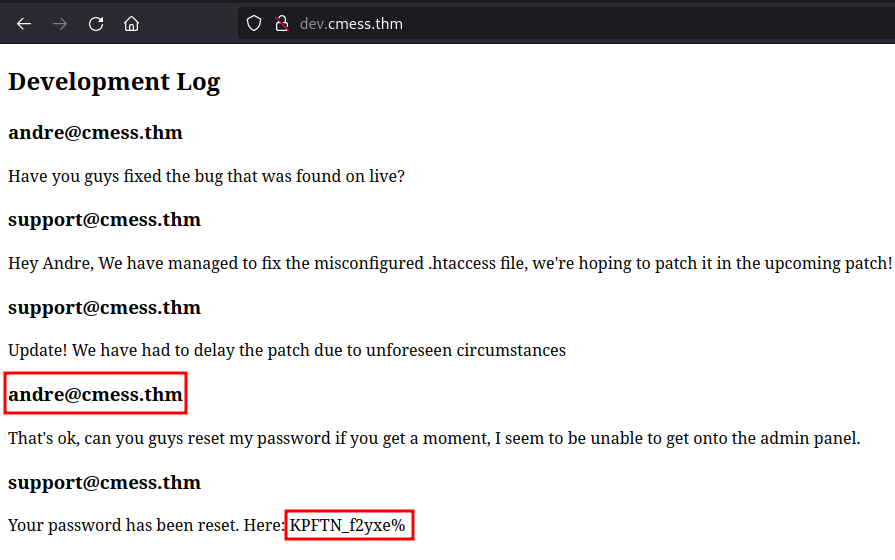 dev.cmess.thm
Development Log
andre@cmess.thm
Have you guys fixed the bug that was found on live?
support@cmess.thm
Hey Andre, We have managed to fix the misconfigured .htaccess file, we're hoping to patch it in the upcoming patch!
support@cmess.thm
Update! We have had to delay the patch due to unforeseen circumstances
andre@cmess.thm
That's ok, can you guys reset my password if you get a moment, I seem to be unable to get onto the admin panel.
support@cmess.thm
Your password has been reset. Here: KPFTN_f2yxe%